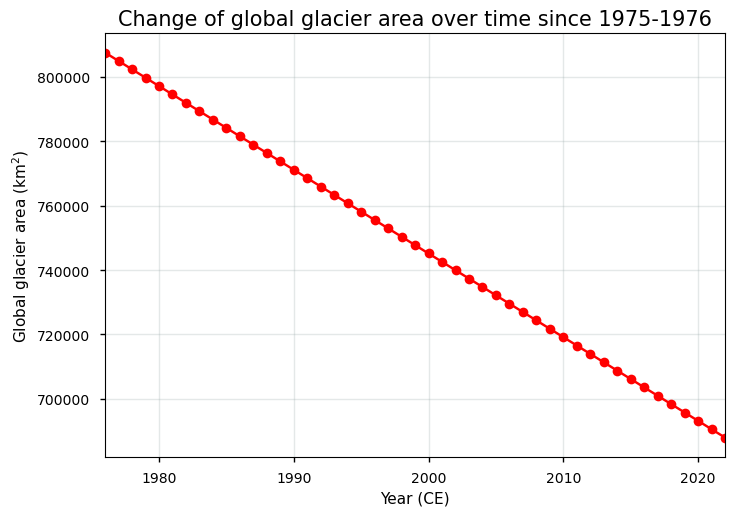 Change of global glacier area over time since 1975-1976
Global glacier area (km²)
800000
780000
760000
740000
720000
700000
1980 1990 2000 2010 2020
Year (CE)